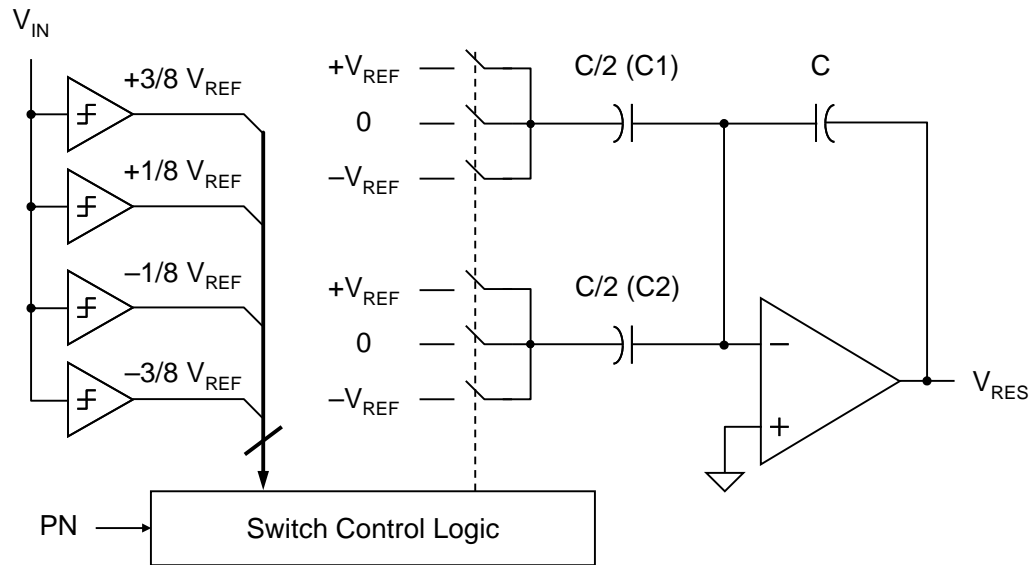 V_IN
+3/8 V_REF
+1/8 V_REF
–1/8 V_REF
–3/8 V_REF
+V_REF
0
–V_REF
C/2 (C1)
C
+V_REF
0
–V_REF
C/2 (C2)
−
+
V_RES
PN
Switch Control Logic